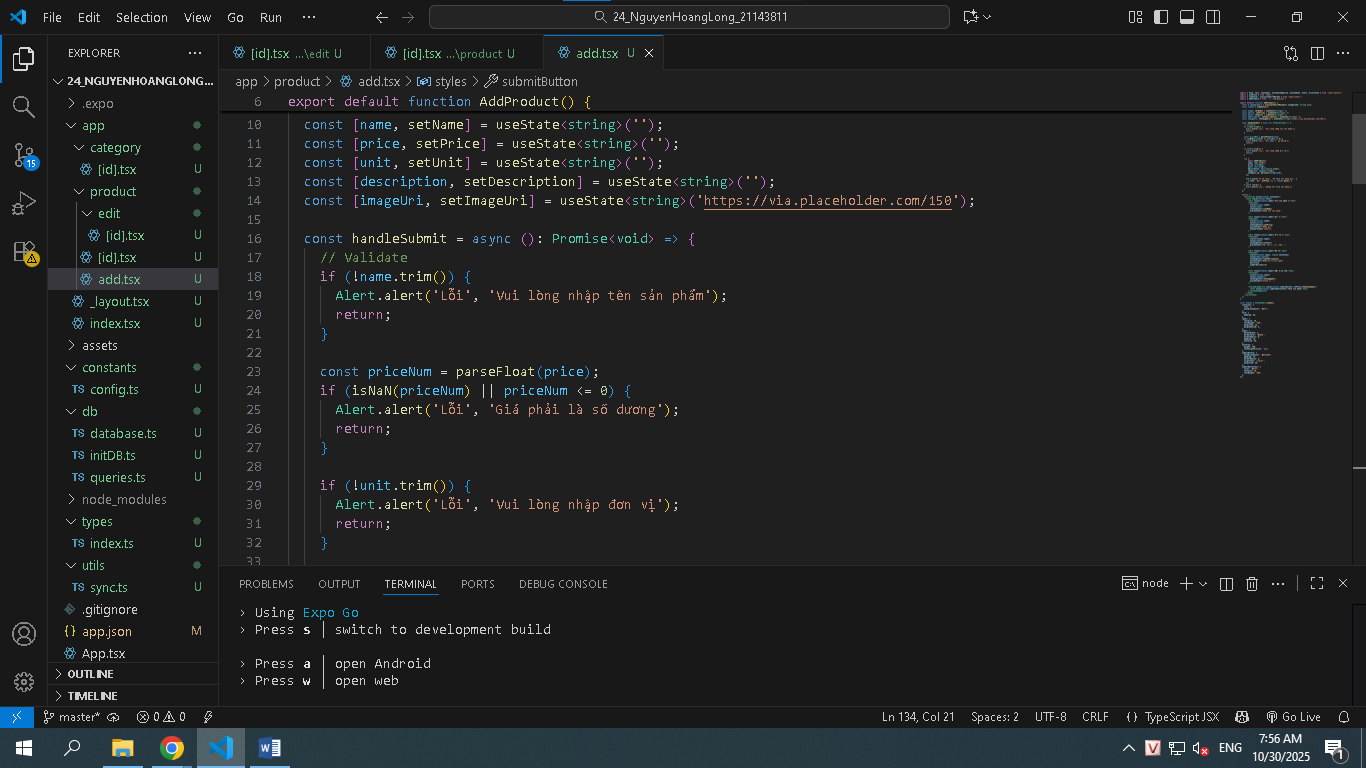 File Edit Selection View Go Run ··· 24_NguyenHoangLong_21143811
EXPLORER ···
24_NGUYENHOANGLONG...
.expo
app
category
[id].tsx U
product
edit
[id].tsx U
[id].tsx U
add.tsx U
_layout.tsx U
index.tsx U
assets
constants
TS config.ts U
db
TS database.ts U
TS initDB.ts U
TS queries.ts U
node_modules
types
TS index.ts U
utils
TS sync.ts U
.gitignore
{} app.json M
App.tsx
OUTLINE
TIMELINE
15
[id].tsx ...\edit U [id].tsx ...\product U add.tsx U
app > product > add.tsx > styles > submitButton
6 export default function AddProduct() {
10 const [name, setName] = useState<string>('');
11 const [price, setPrice] = useState<string>('');
12 const [unit, setUnit] = useState<string>('');
13 const [description, setDescription] = useState<string>('');
14 const [imageUri, setImageUri] = useState<string>('https://via.placeholder.com/150');
15
16 const handleSubmit = async (): Promise<void> => {
17 // Validate
18 if (!name.trim()) {
19 Alert.alert('Lỗi', 'Vui lòng nhập tên sản phẩm');
20 return;
21 }
22
23 const priceNum = parseFloat(price);
24 if (isNaN(priceNum) || priceNum <= 0) {
25 Alert.alert('Lỗi', 'Giá phải là số dương');
26 return;
27 }
28
29 if (!unit.trim()) {
30 Alert.alert('Lỗi', 'Vui lòng nhập đơn vị');
31 return;
32 }
33
PROBLEMS OUTPUT TERMINAL PORTS DEBUG CONSOLE node
› Using Expo Go
› Press s │ switch to development build
› Press a │ open Android
› Press w │ open web
master* 0 0 Ln 134, Col 21 Spaces: 2 UTF-8 CRLF {} TypeScript JSX Go Live
ENG 7:56 AM
10/30/2025 1